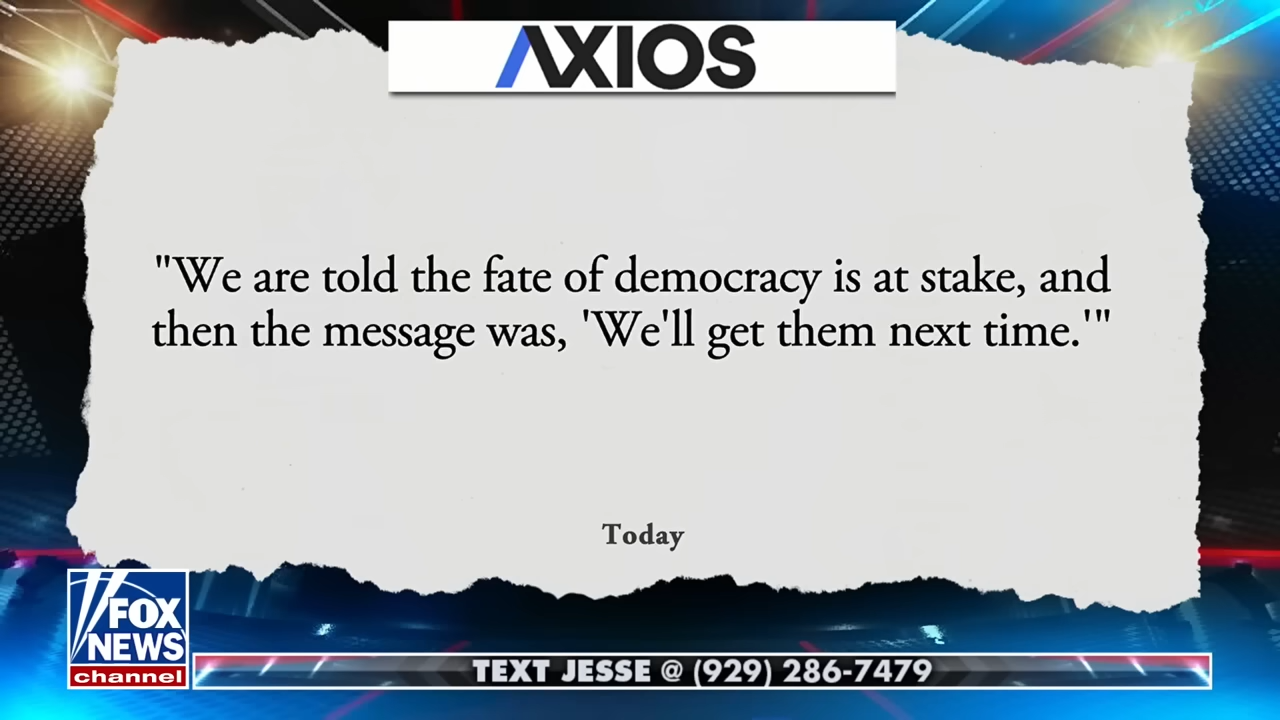 AXIOS
"We are told the fate of democracy is at stake, and
then the message was, 'We'll get them next time.'"
Today
FOX
NEWS
channel
TEXT JESSE @ (929) 286-7479